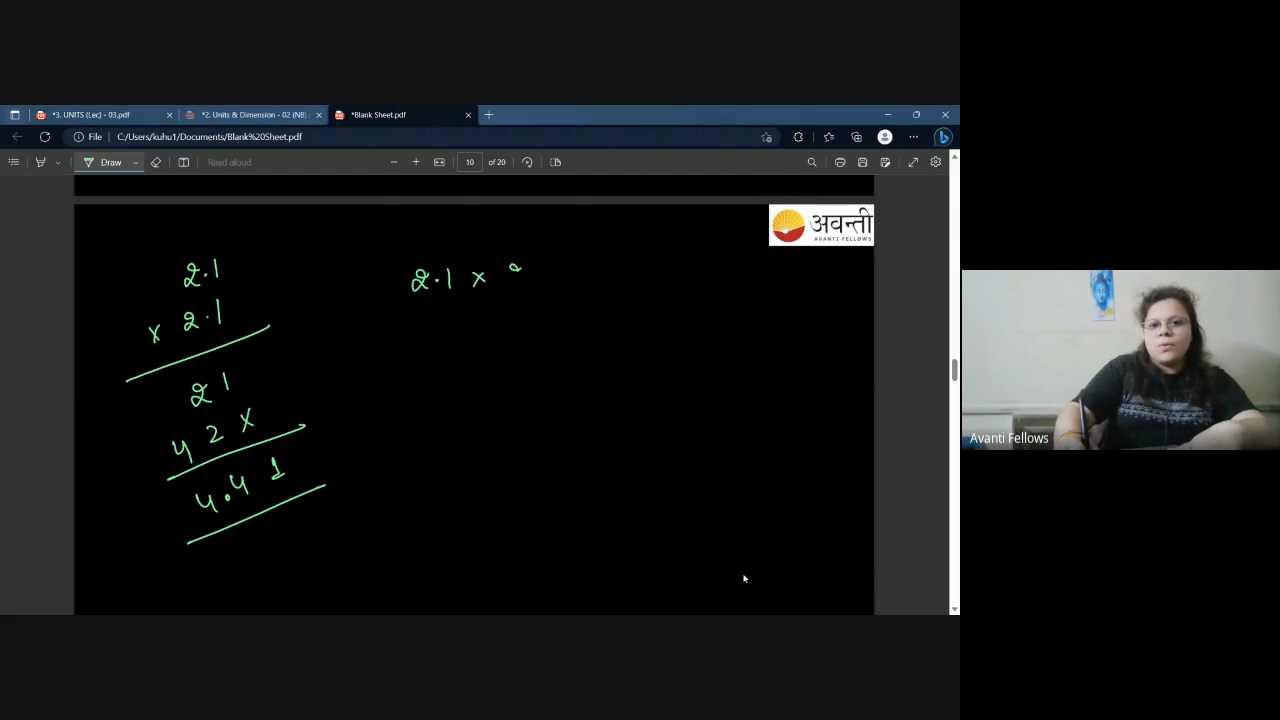 *3. UNITS (Lec) - 03.pdf
*2. Units & Dimension - 02 (NB).
*Blank Sheet.pdf
File
C:/Users/kuhu1/Documents/Blank%20Sheet.pdf
Draw
Read aloud
10 of 20
अवन्ती
AVANTI FELLOWS
2.1
x 2.1
21
42x
4.41
2.1 x
Avanti Fellows